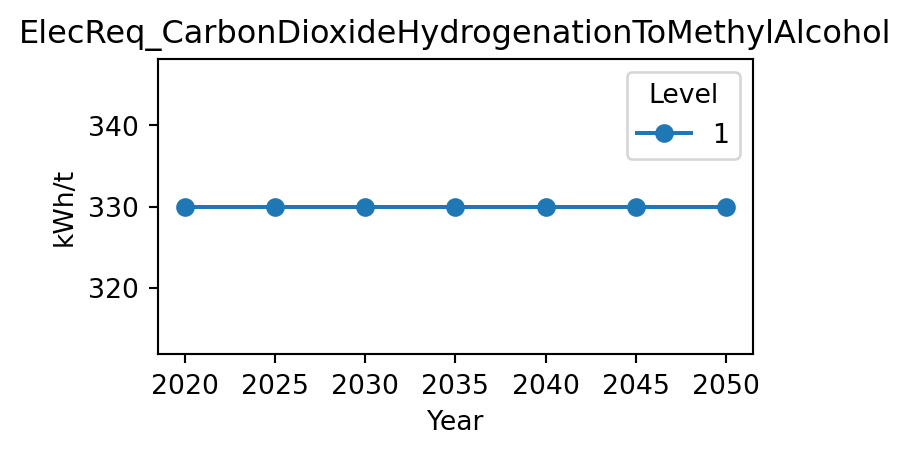 ElecReq_CarbonDioxideHydrogenationToMethylAlcohol
Level
1
340
330
320
kWh/t
2020 2025 2030 2035 2040 2045 2050
Year